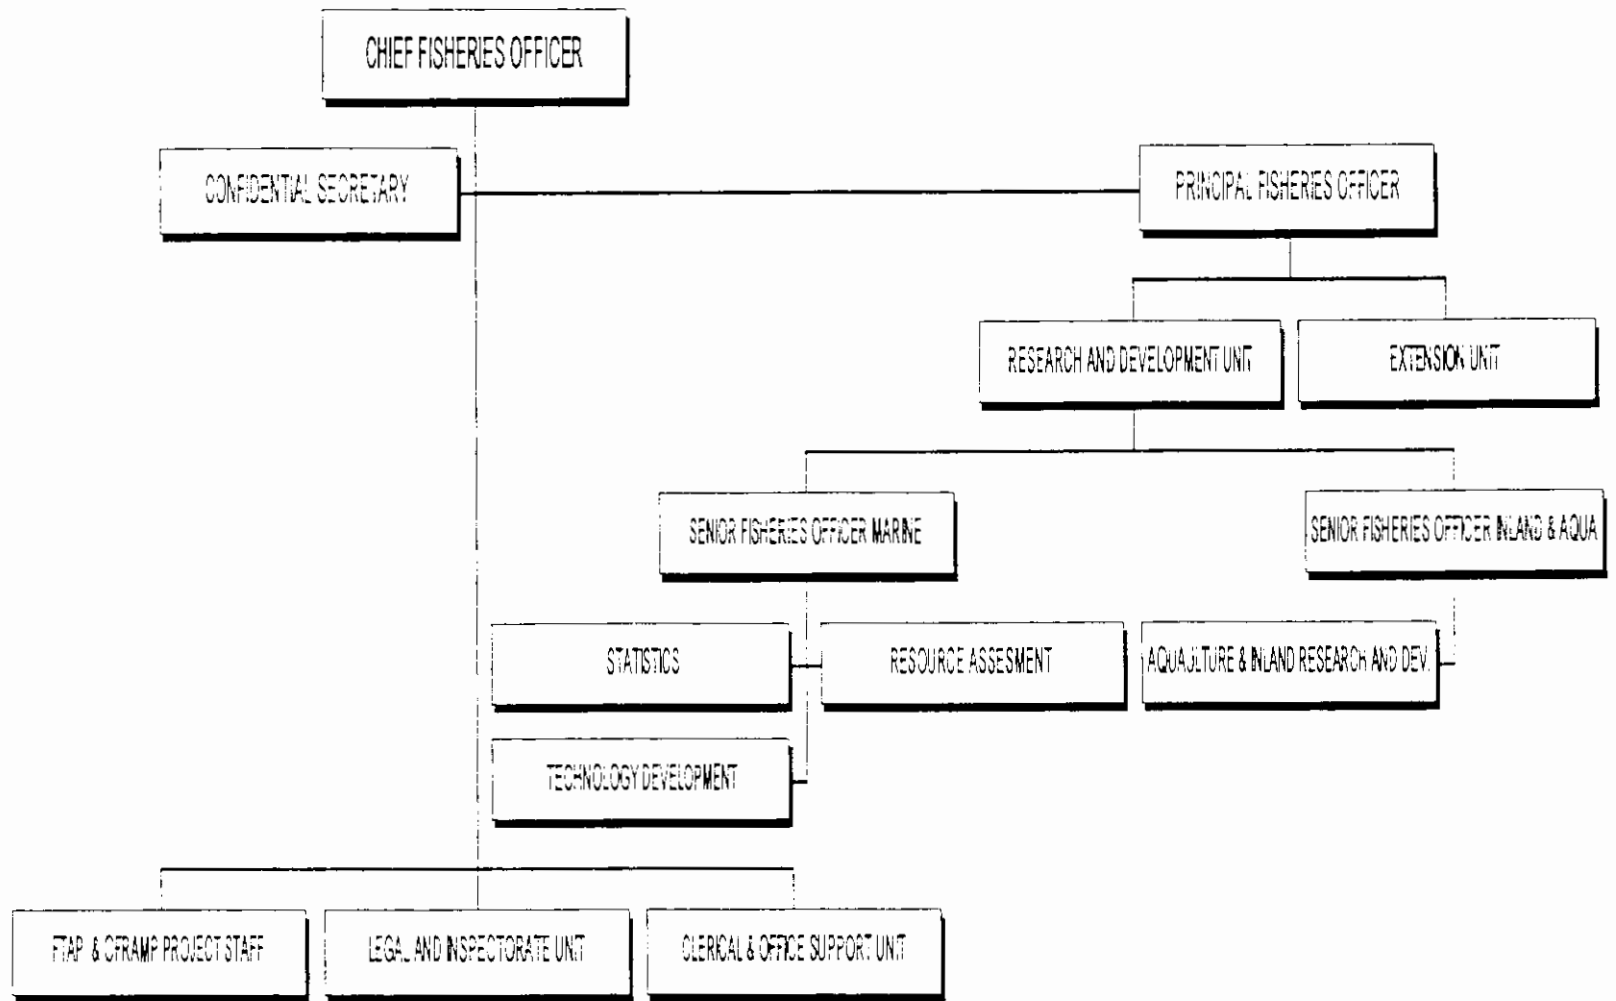 CHIEF FISHERIES OFFICER
CONFIDENTIAL SECRETARY
PRINCIPAL FISHERIES OFFICER
RESEARCH AND DEVELOPMENT UNIT
EXTENSION UNIT
SENIOR FISHERIES OFFICER MARINE
SENIOR FISHERIES OFFICER INLAND & AQUA
STATISTICS
RESOURCE ASSESMENT
AQUAULTURE & INLAND RESEARCH AND DEV.
TECHNOLOGY DEVELOPMENT
FTAP & CFRAMP PROJECT STAFF
LEGAL AND INSPECTORATE UNIT
CLERICAL & OFFICE SUPPORT UNIT